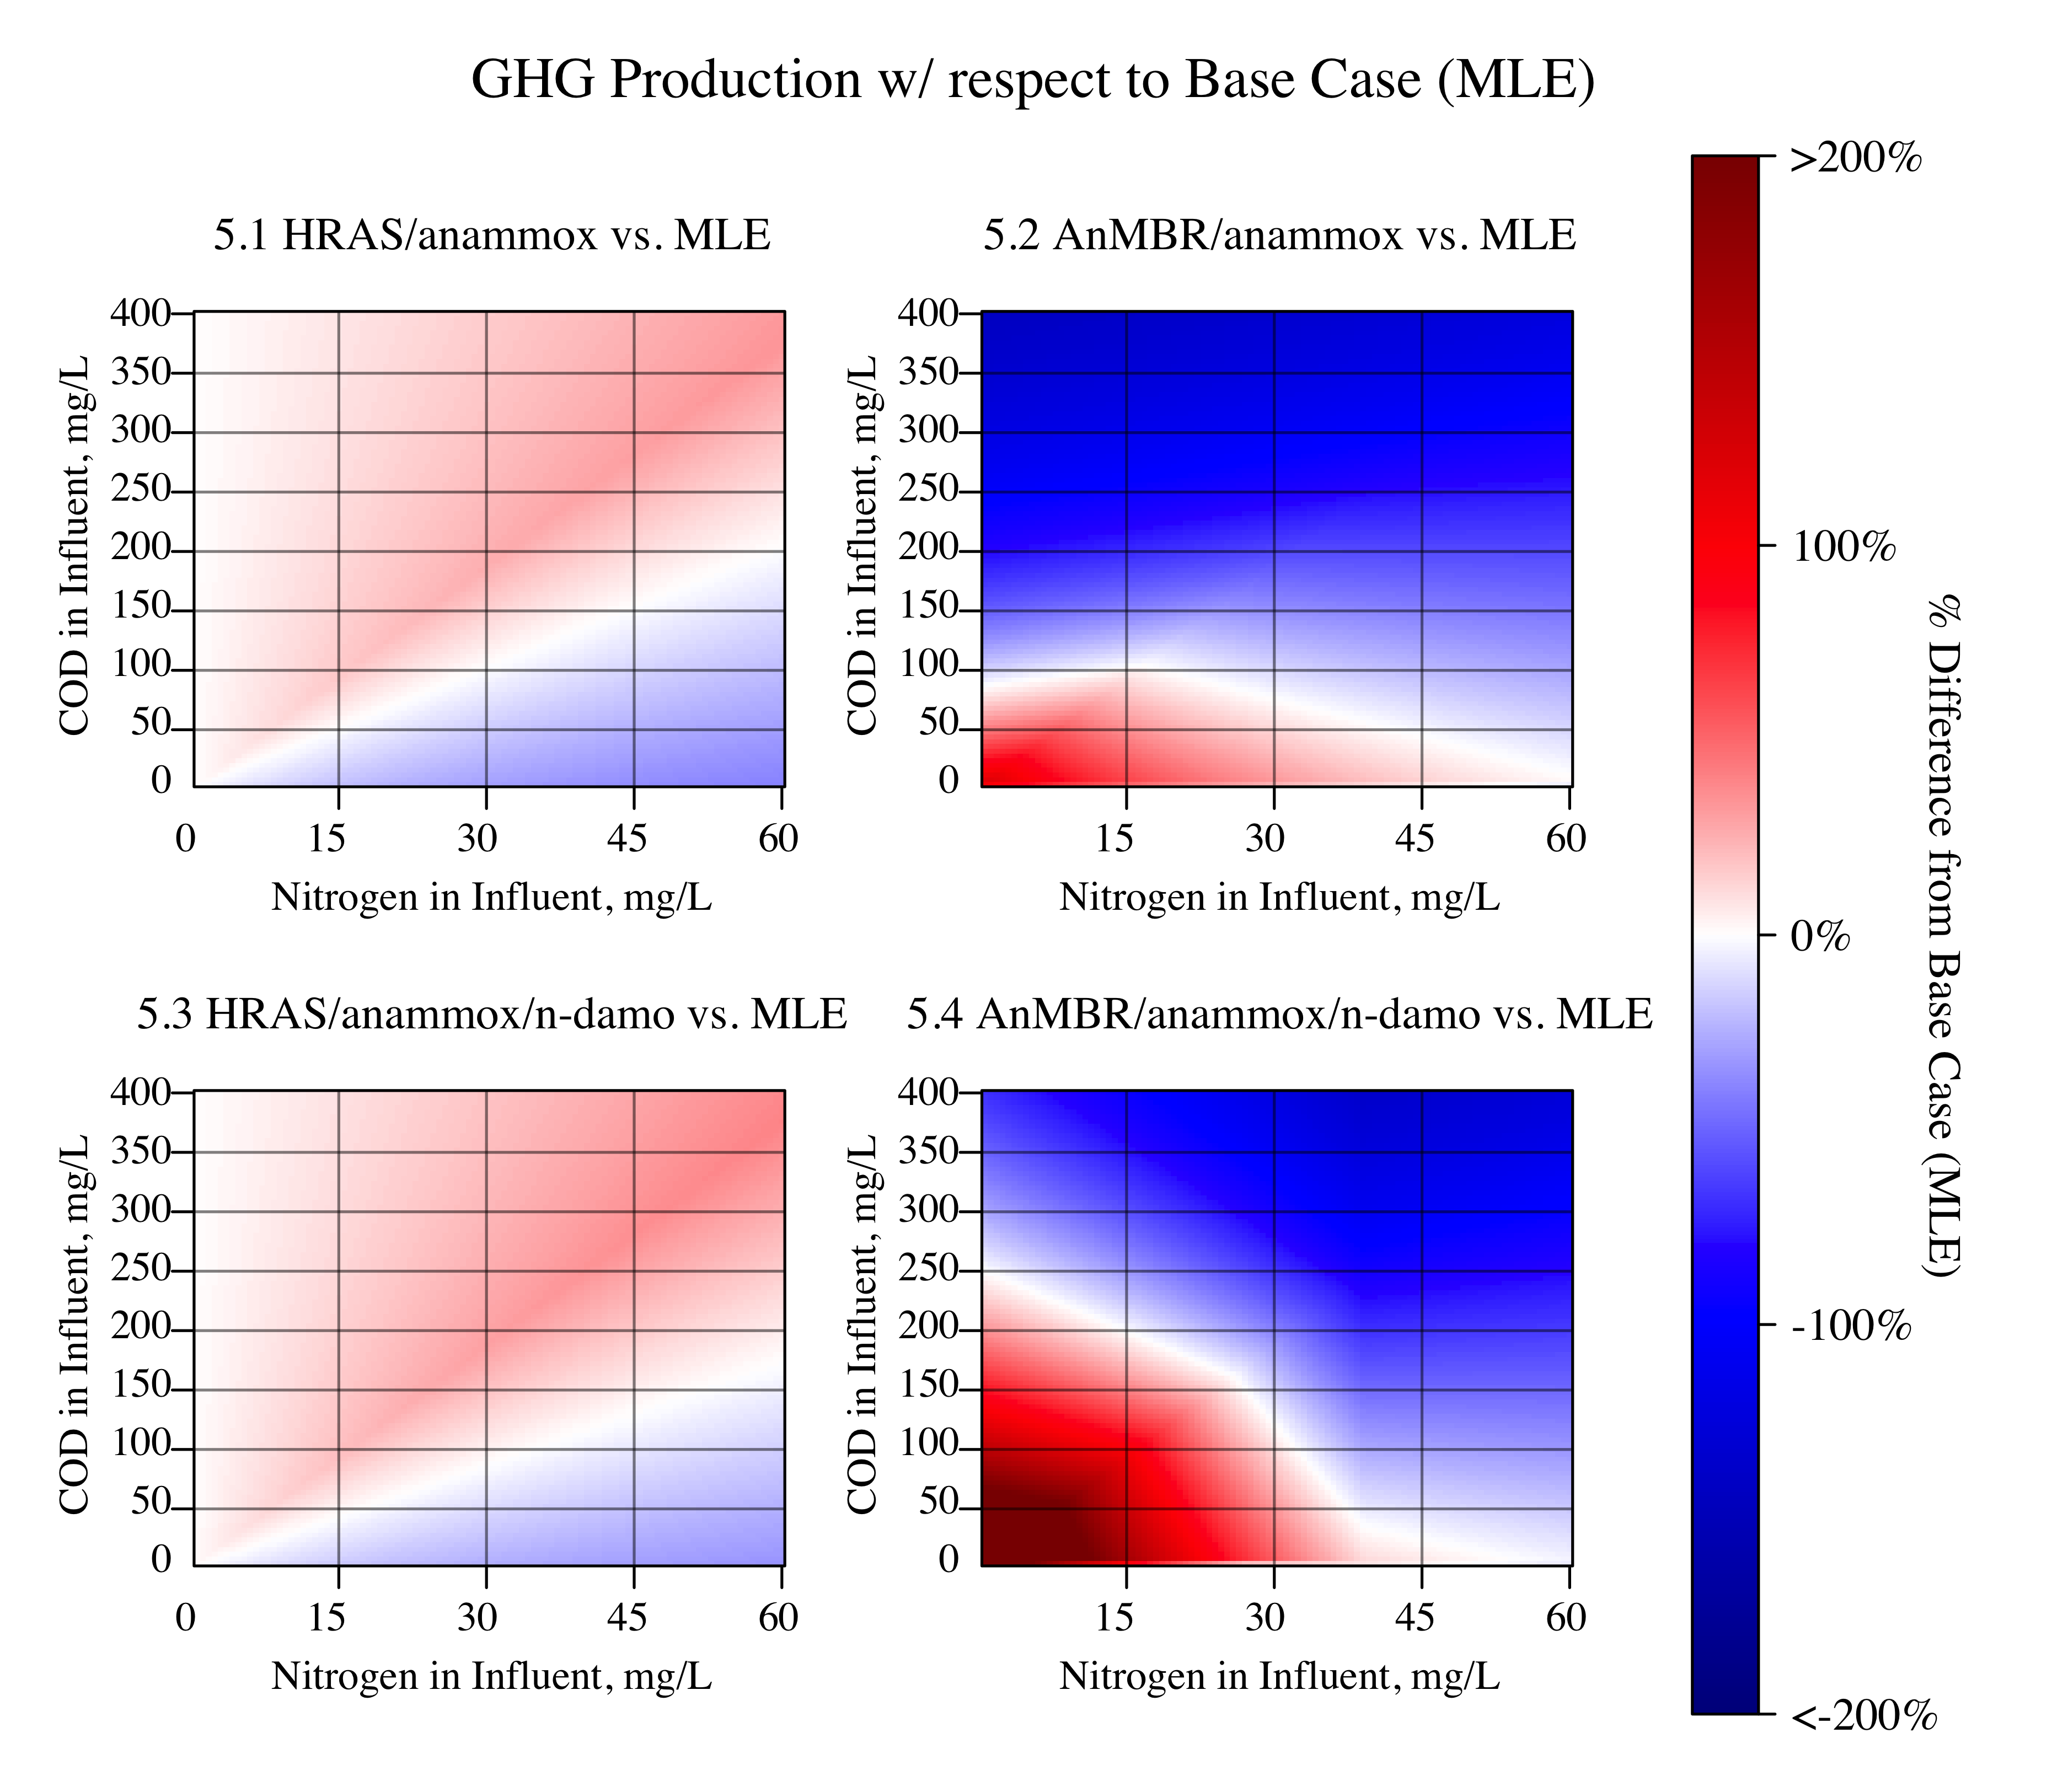 GHG Production w/ respect to Base Case (MLE)
5.1 HRAS/anammox vs. MLE
400
350
300
250
200
150
100
50
0
COD in Influent, mg/L
0 15 30 45 60
Nitrogen in Influent, mg/L
5.2 AnMBR/anammox vs. MLE
400
350
300
250
200
150
100
50
0
COD in Influent, mg/L
15 30 45 60
Nitrogen in Influent, mg/L
5.3 HRAS/anammox/n-damo vs. MLE
400
350
300
250
200
150
100
50
0
COD in Influent, mg/L
0 15 30 45 60
Nitrogen in Influent, mg/L
5.4 AnMBR/anammox/n-damo vs. MLE
400
350
300
250
200
150
100
50
0
COD in Influent, mg/L
15 30 45 60
Nitrogen in Influent, mg/L
>200%
100%
0%
-100%
<-200%
% Difference from Base Case (MLE)